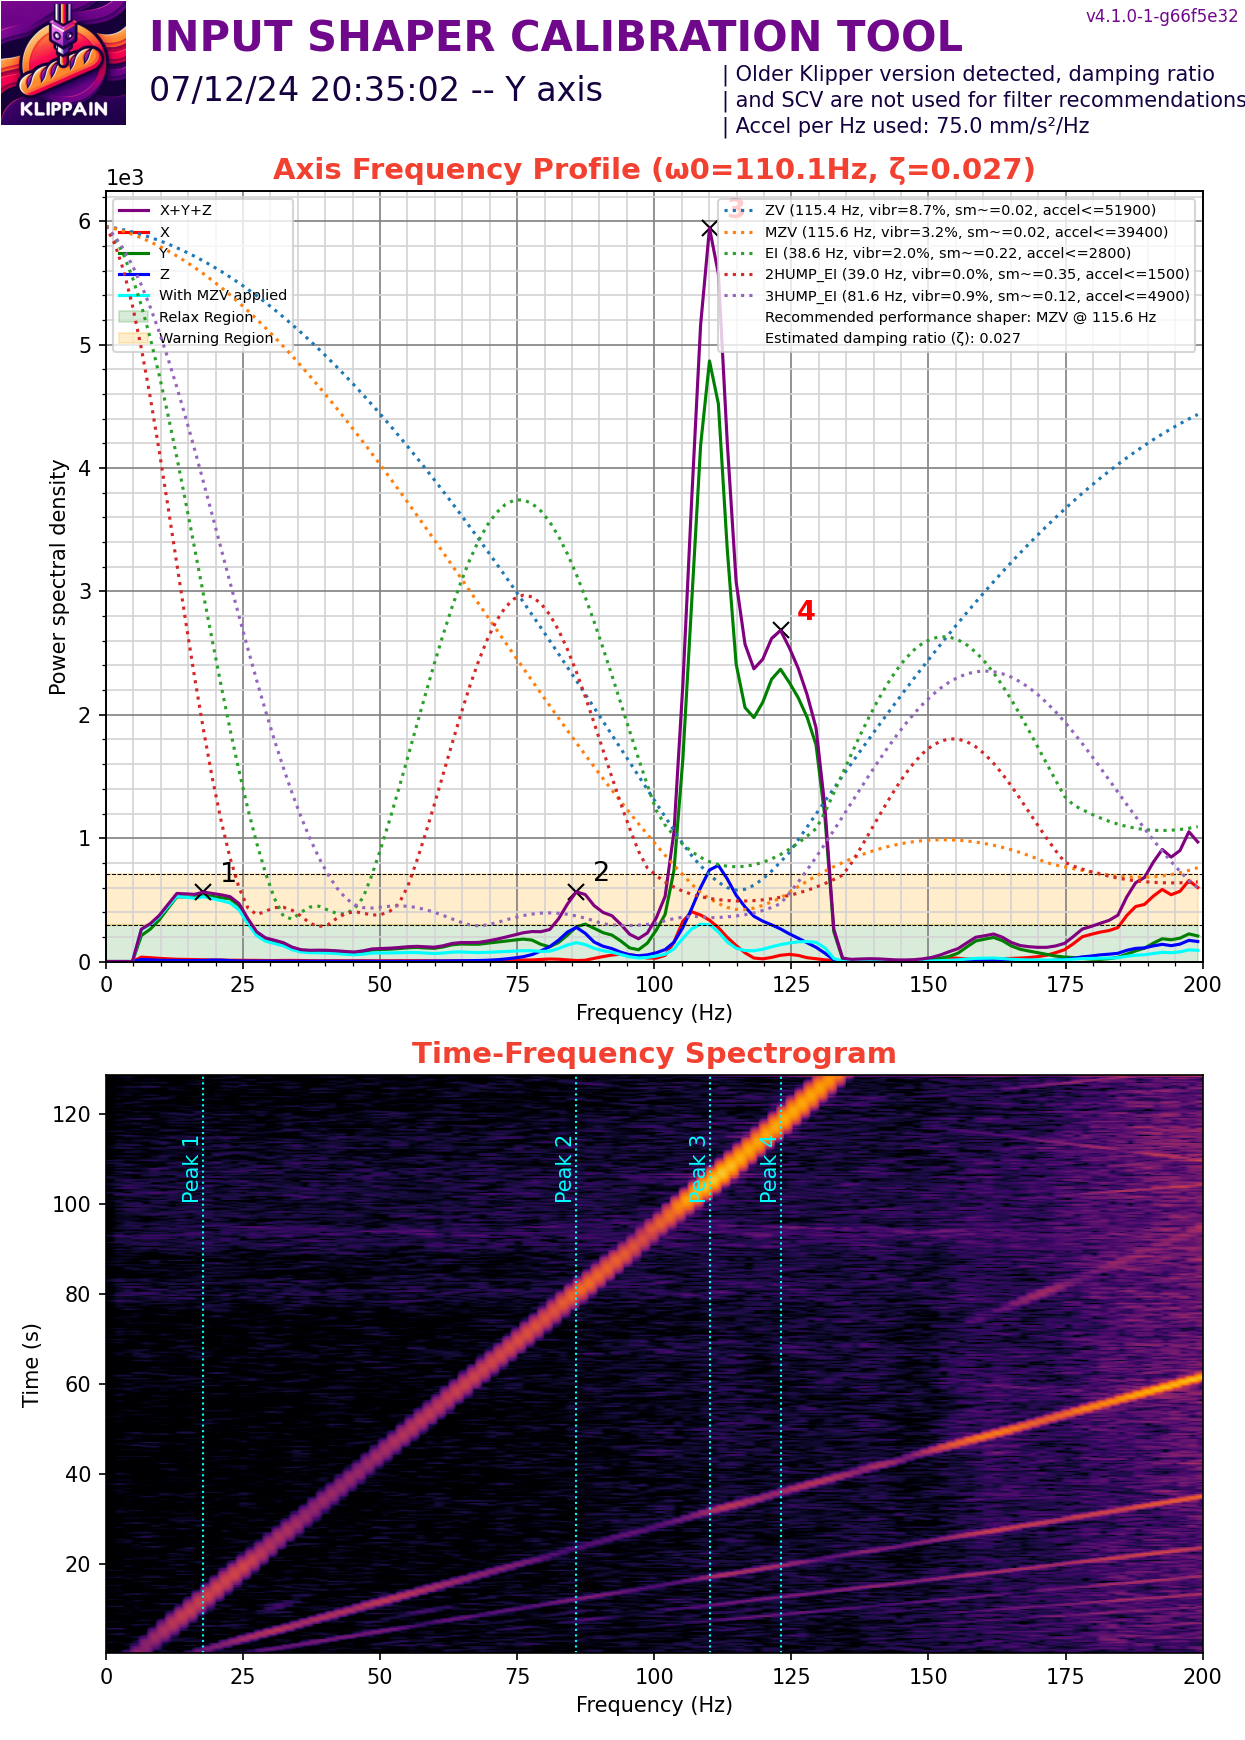 v4.1.0-1-g66f5e32
INPUT SHAPER CALIBRATION TOOL
07/12/24 20:35:02 -- Y axis
| Older Klipper version detected, damping ratio
| and SCV are not used for filter recommendations
| Accel per Hz used: 75.0 mm/s²/Hz
KLIPPAIN
Axis Frequency Profile (ω0=110.1Hz, ζ=0.027)
1e3
X+Y+Z
X
Y
Z
With MZV applied
Relax Region
Warning Region
ZV (115.4 Hz, vibr=8.7%, sm~=0.02, accel<=51900)
MZV (115.6 Hz, vibr=3.2%, sm~=0.02, accel<=39400)
EI (38.6 Hz, vibr=2.0%, sm~=0.22, accel<=2800)
2HUMP_EI (39.0 Hz, vibr=0.0%, sm~=0.35, accel<=1500)
3HUMP_EI (81.6 Hz, vibr=0.9%, sm~=0.12, accel<=4900)
Recommended performance shaper: MZV @ 115.6 Hz
Estimated damping ratio (ζ): 0.027
3
4
1
2
6
5
4
3
2
1
0
Power spectral density
0 25 50 75 100 125 150 175 200
Frequency (Hz)
Time-Frequency Spectrogram
Peak 1
Peak 2
Peak 3
Peak 4
120
100
80
60
40
20
Time (s)
0 25 50 75 100 125 150 175 200
Frequency (Hz)